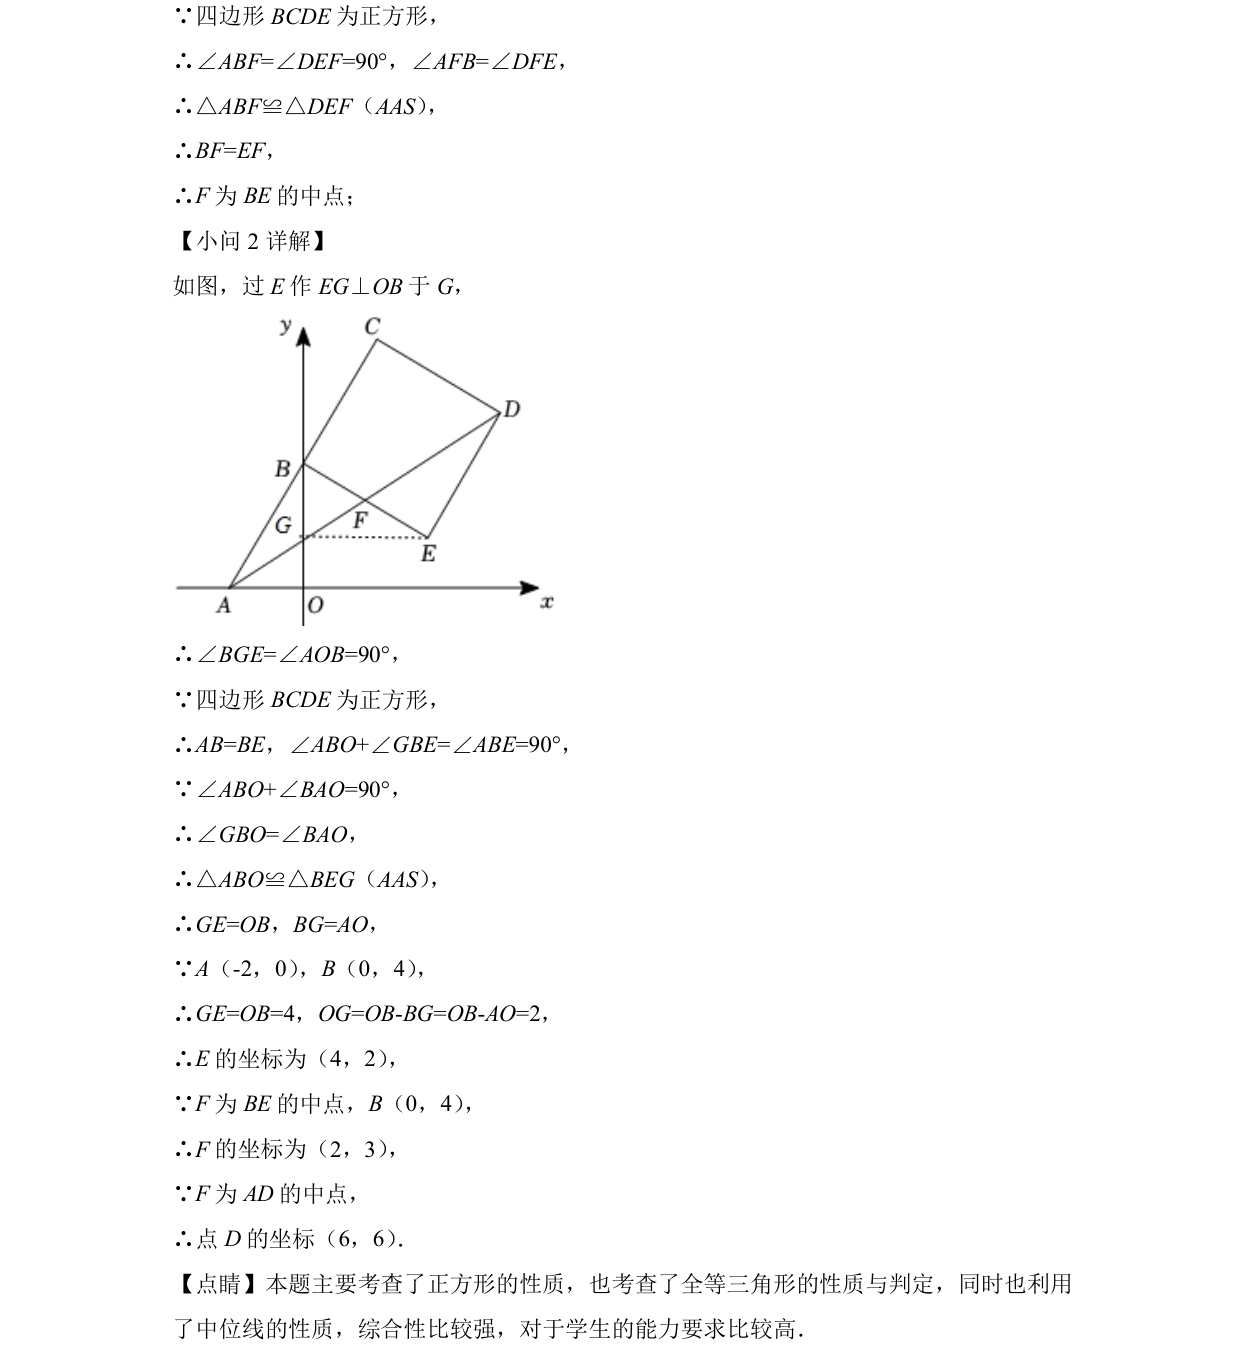 ∵四边形 BCDE 为正方形，
∴∠ABF=∠DEF=90°，∠AFB=∠DFE，
∴△ABF≌△DEF（AAS），
∴BF=EF，
∴F 为 BE 的中点；
【小问 2 详解】
如图，过 E 作 EG⊥OB 于 G，
y
C
D
B
G
F
E
A
O
x
∴∠BGE=∠AOB=90°，
∵四边形 BCDE 为正方形，
∴AB=BE，∠ABO+∠GBE=∠ABE=90°，
∵∠ABO+∠BAO=90°，
∴∠GBO=∠BAO，
∴△ABO≌△BEG（AAS），
∴GE=OB，BG=AO，
∵A（-2，0），B（0，4），
∴GE=OB=4，OG=OB-BG=OB-AO=2，
∴E 的坐标为（4，2），
∵F 为 BE 的中点，B（0，4），
∴F 的坐标为（2，3），
∵F 为 AD 的中点，
∴点 D 的坐标（6，6）．
【点睛】本题主要考查了正方形的性质，也考查了全等三角形的性质与判定，同时也利用
了中位线的性质，综合性比较强，对于学生的能力要求比较高．